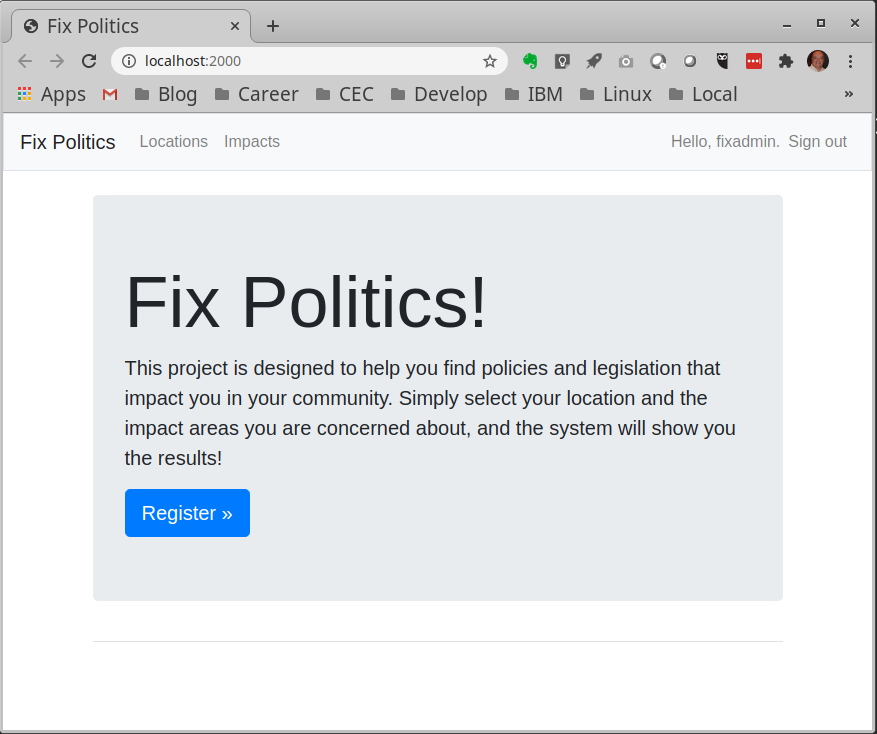 Fix Politics
localhost:2000
Apps Blog Career CEC Develop IBM Linux Local »
Fix Politics Locations Impacts Hello, fixadmin. Sign out
Fix Politics!
This project is designed to help you find policies and legislation that
impact you in your community. Simply select your location and the
impact areas you are concerned about, and the system will show you
the results!
Register »